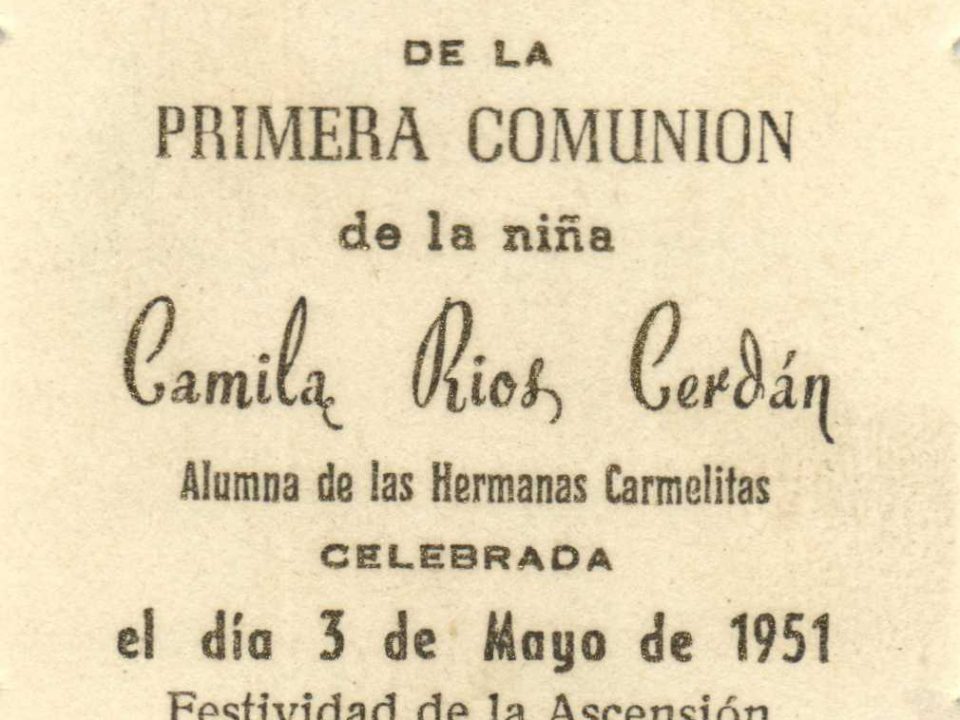 DE LA
PRIMERA COMUNION
de la niña
Camila Rios Cerdán
Alumna de las Hermanas Carmelitas
CELEBRADA
el día 3 de Mayo de 1951
Festividad de la Ascensión